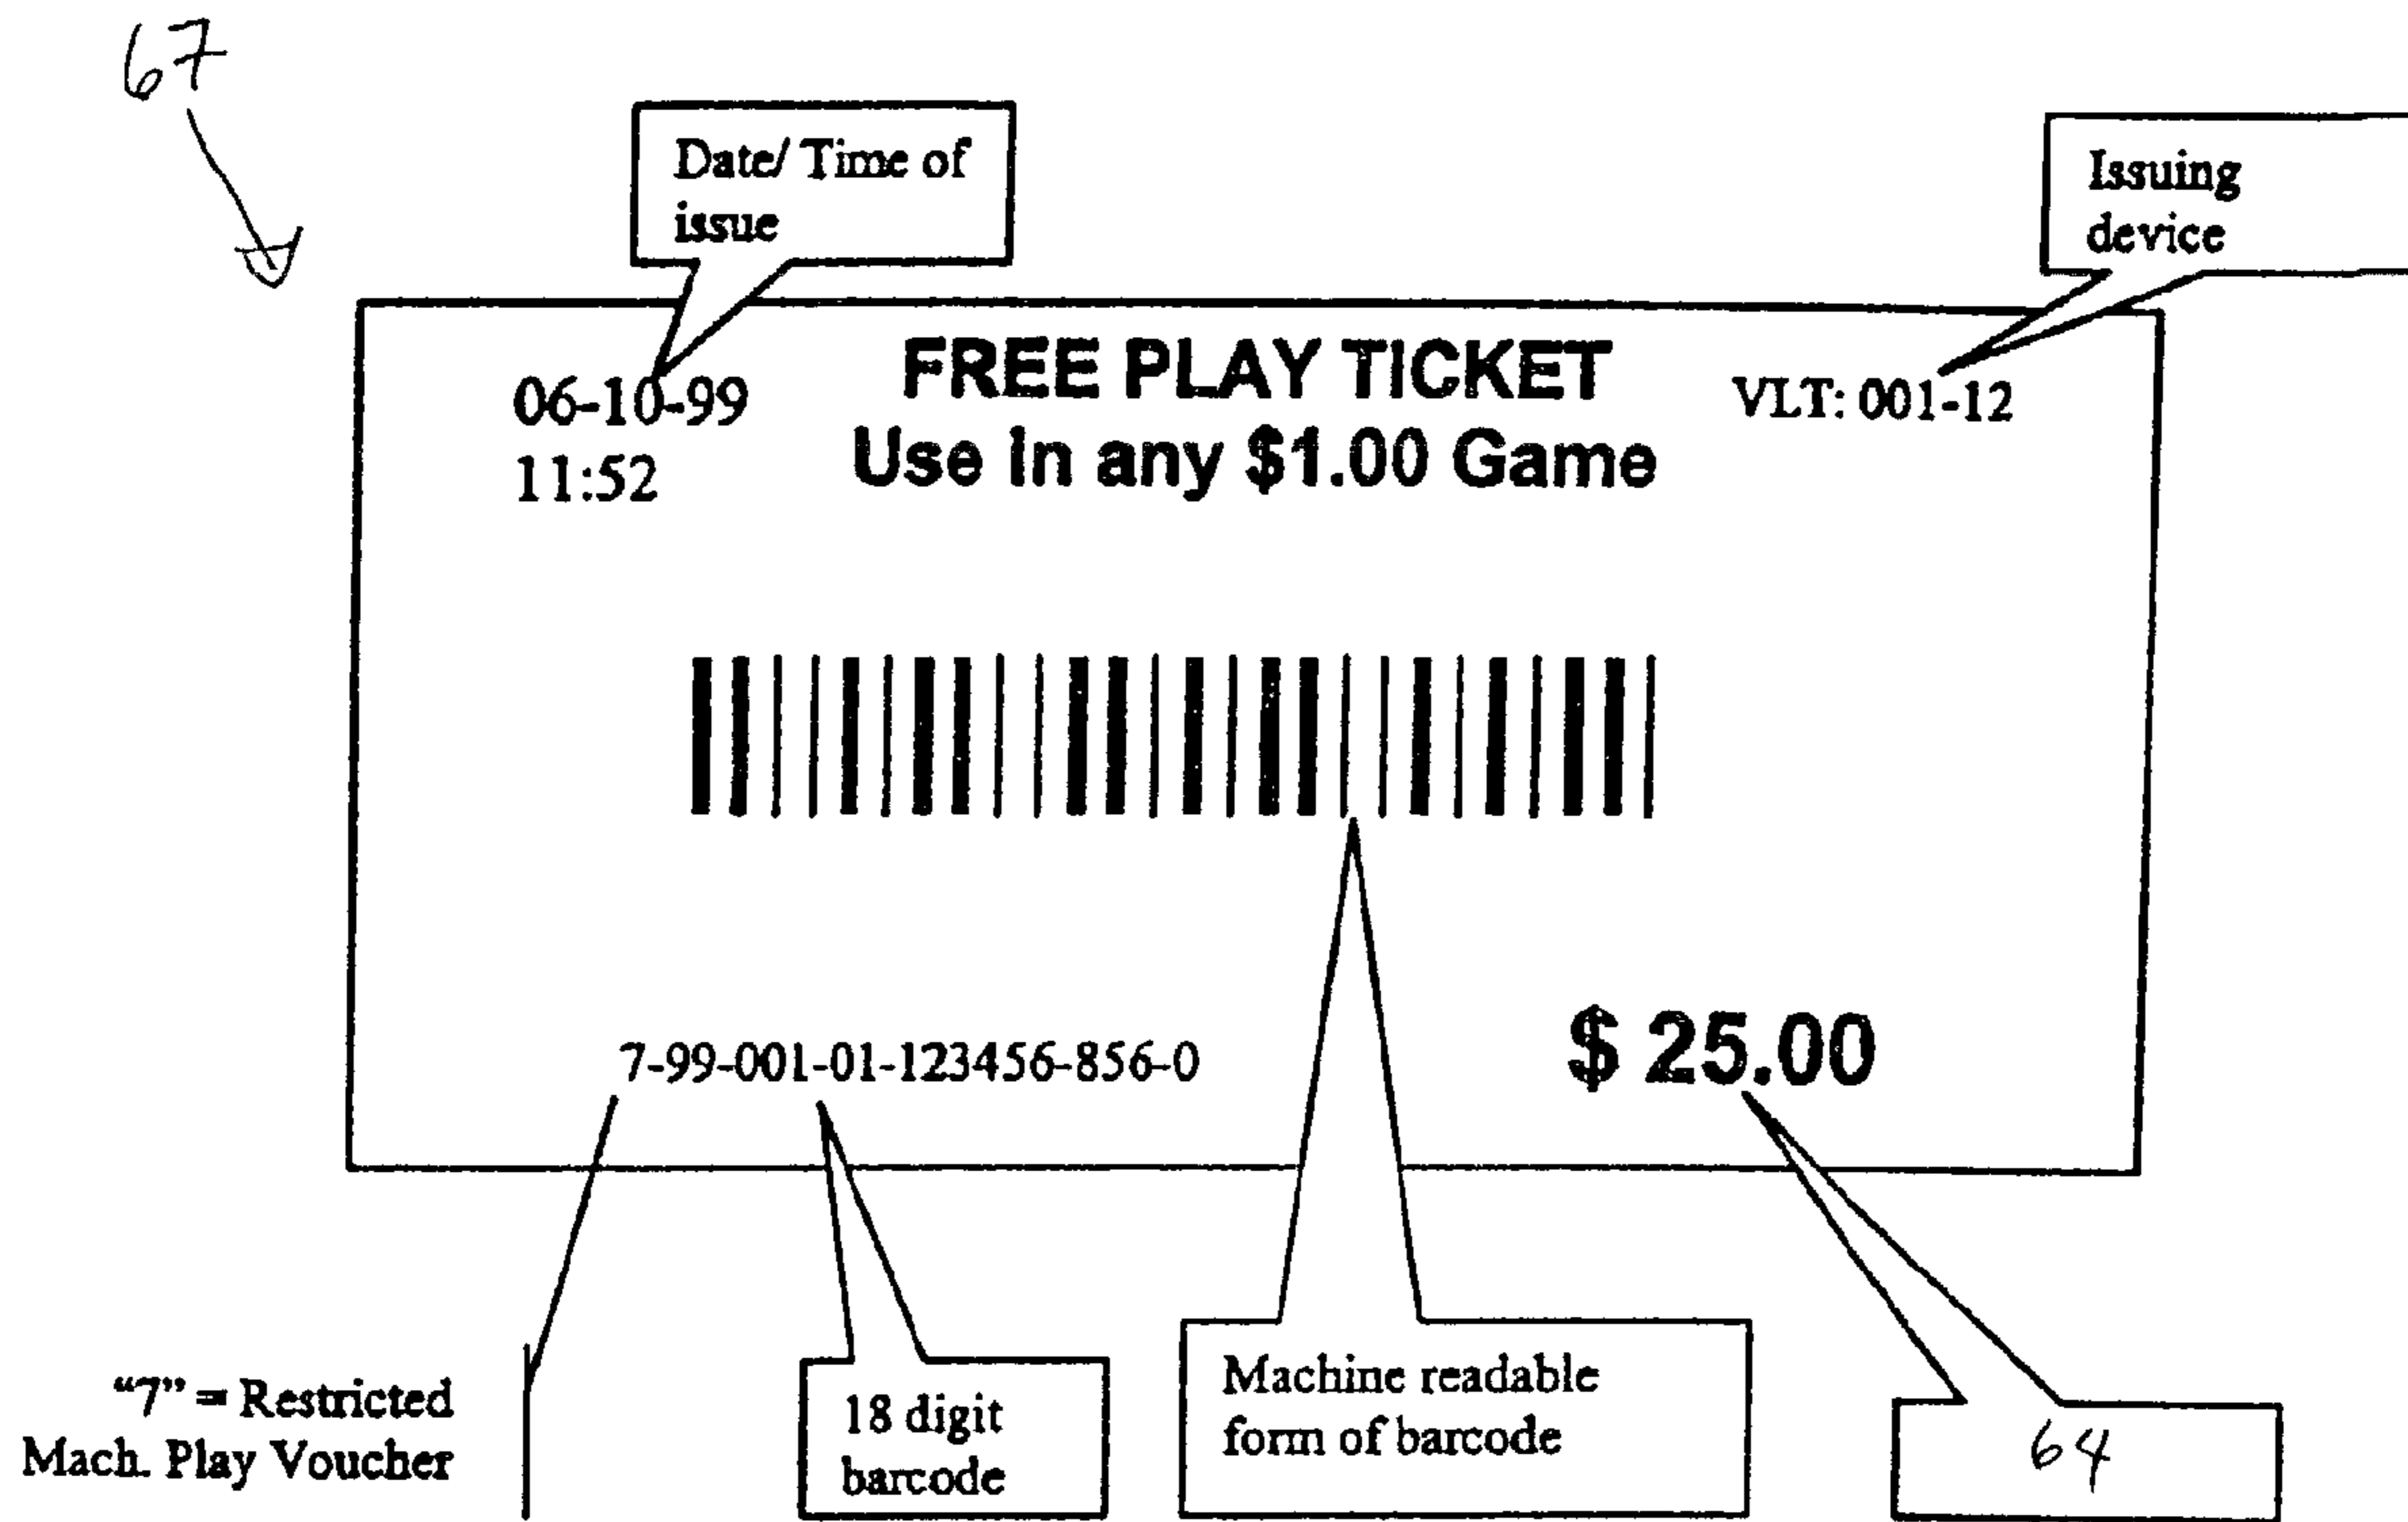 67
Date/ Time of
issue
Issuing
device
FREE PLAY TICKET
06-10-99
VLT: 001-12
Use in any $1.00 Game
11:52
7-99-001-01-123456-856-0
$ 25.00
“7” = Restricted
Mach. Play Voucher
18 digit
barcode
Machine readable
form of barcode
64